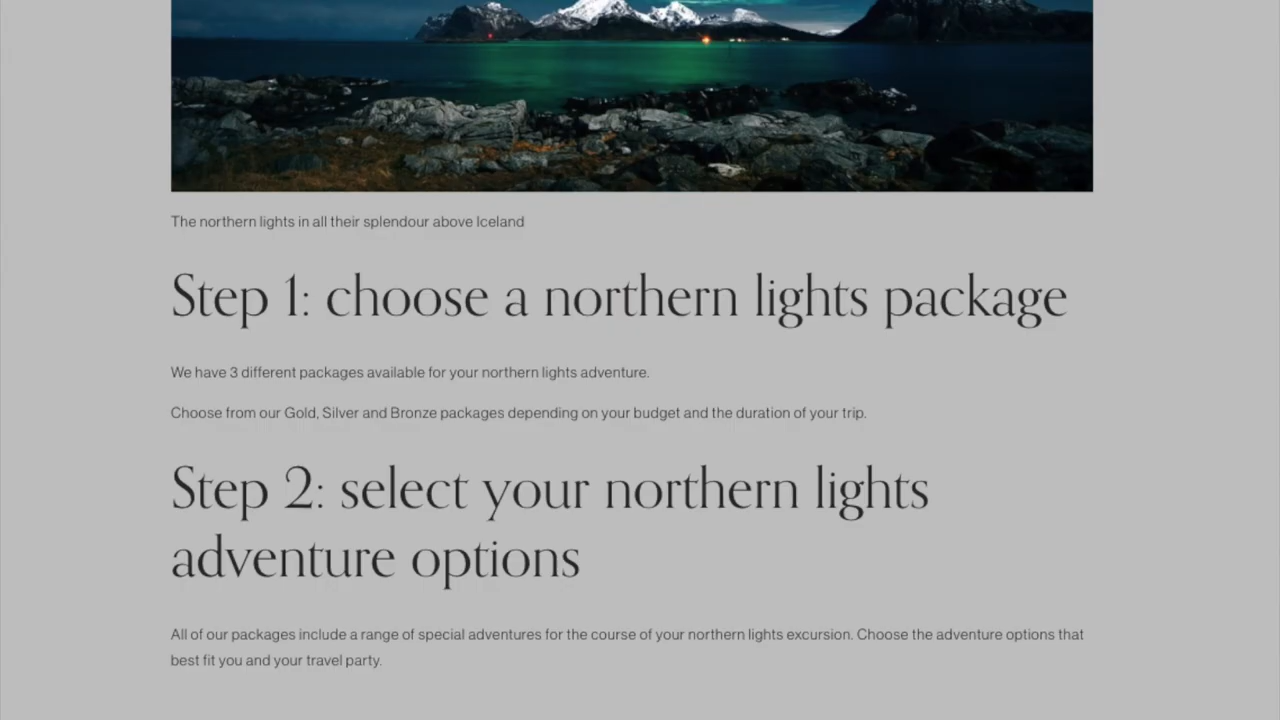 The northern lights in all their splendour above Iceland
Step 1: choose a northern lights package
We have 3 different packages available for your northern lights adventure.
Choose from our Gold, Silver and Bronze packages depending on your budget and the duration of your trip.
Step 2: select your northern lights
adventure options
All of our packages include a range of special adventures for the course of your northern lights excursion. Choose the adventure options that
best fit you and your travel party.